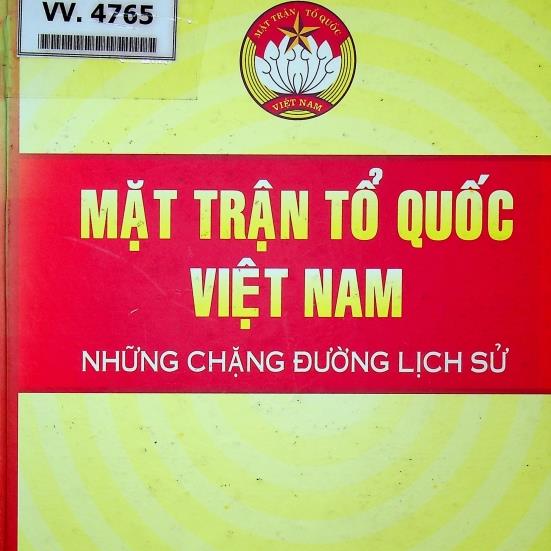 VV. 4765
MẶT TRẬN TỔ QUỐC
VIỆT NAM
MẶT TRẬN TỔ QUỐC
VIỆT NAM
NHỮNG CHẶNG ĐƯỜNG LỊCH SỬ